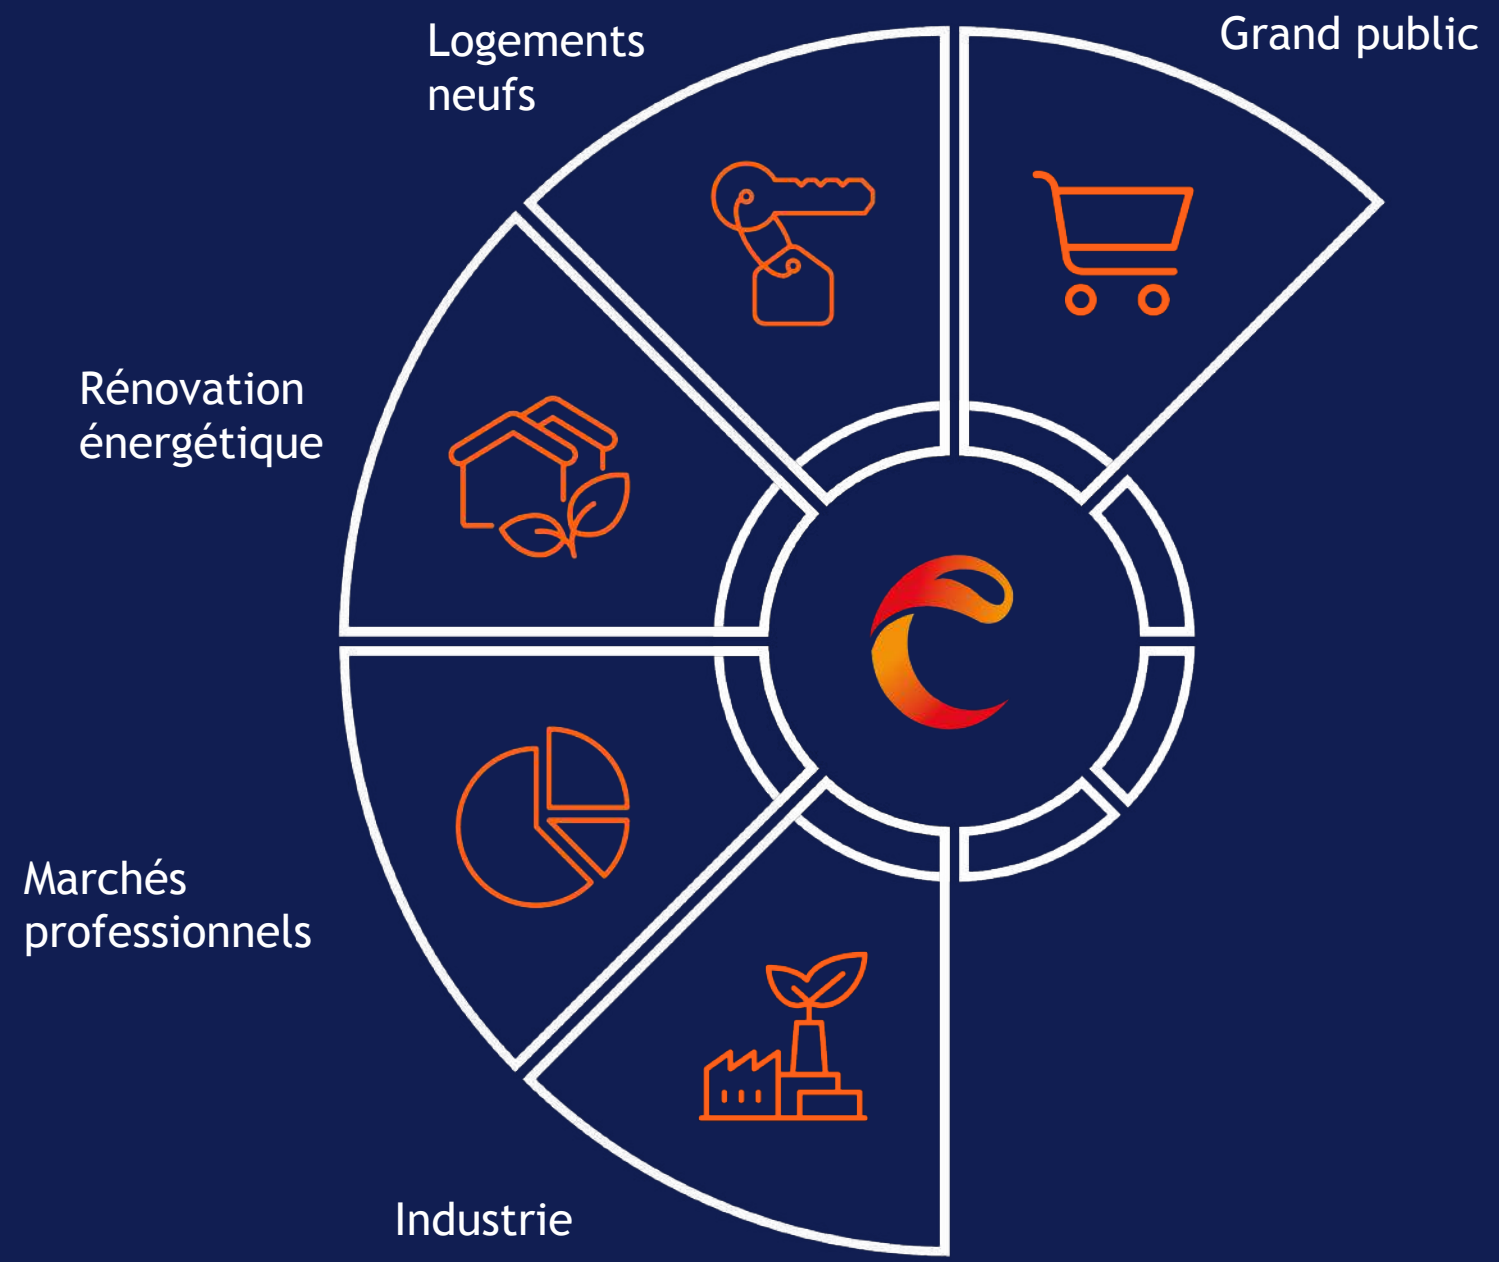 Logements
neufs
Grand public
Rénovation
énergétique
Marchés
professionnels
Industrie